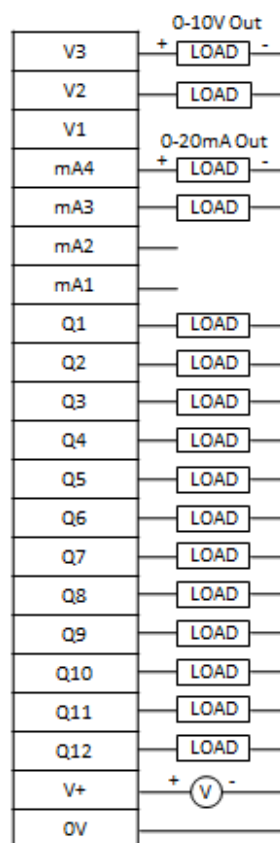 0-10V Out
V3 + LOAD -
V2 LOAD
V1
0-20mA Out
mA4 + LOAD -
mA3 LOAD
mA2
mA1
Q1 LOAD
Q2 LOAD
Q3 LOAD
Q4 LOAD
Q5 LOAD
Q6 LOAD
Q7 LOAD
Q8 LOAD
Q9 LOAD
Q10 LOAD
Q11 LOAD
Q12 LOAD
V+ + V -
0V